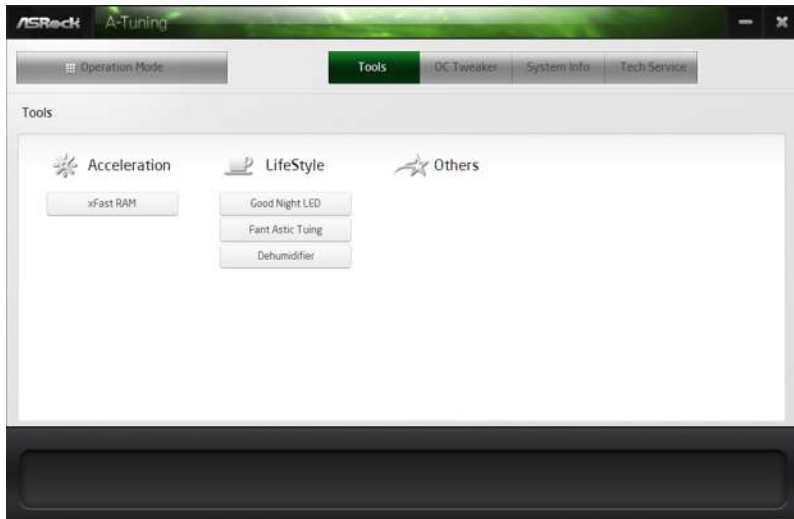 ASRock A-Tuning
Operation Mode Tools OC Tweaker System Info Tech Service
Tools
Acceleration LifeStyle Others
xFast RAM Good Night LED
Fant Astic Tuing
Dehumidifier